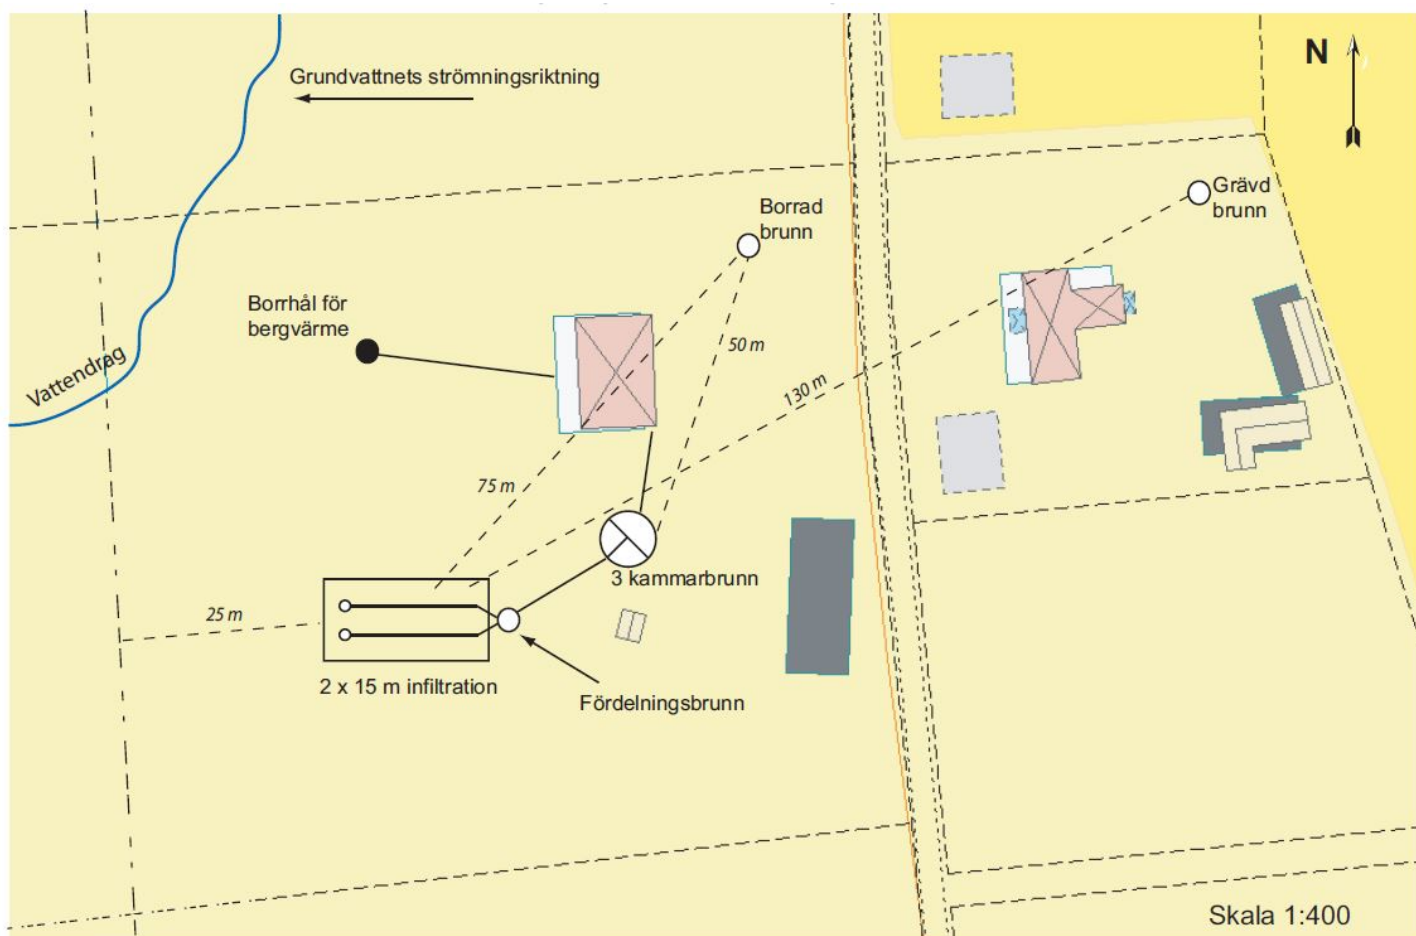 Grundvattnets strömningsriktning
N
Grävd
brunn
Borrad
brunn
Borrhål för
bergvärme
50 m
Vattendrag
130 m
75 m
3 kammarbrunn
25 m
2 x 15 m infiltration
Fördelningsbrunn
Skala 1:400